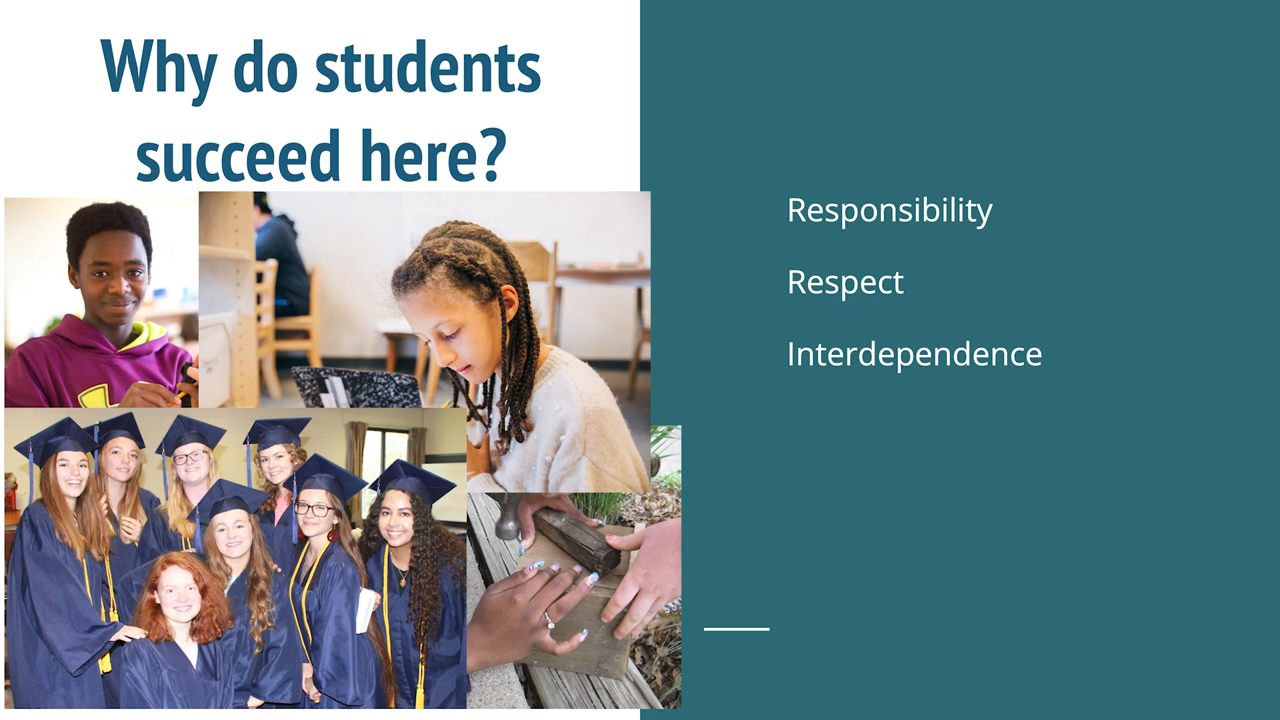 Why do students
succeed here?
Responsibility
Respect
Interdependence